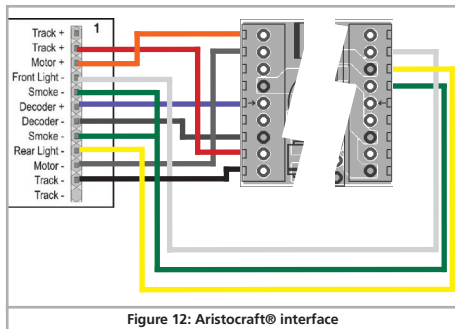 1
Track +
Track +
Motor +
Front Light -
Smoke -
Decoder +
Decoder -
Smoke -
Rear Light -
Motor -
Track -
Track -
Figure 12: Aristocraft® interface